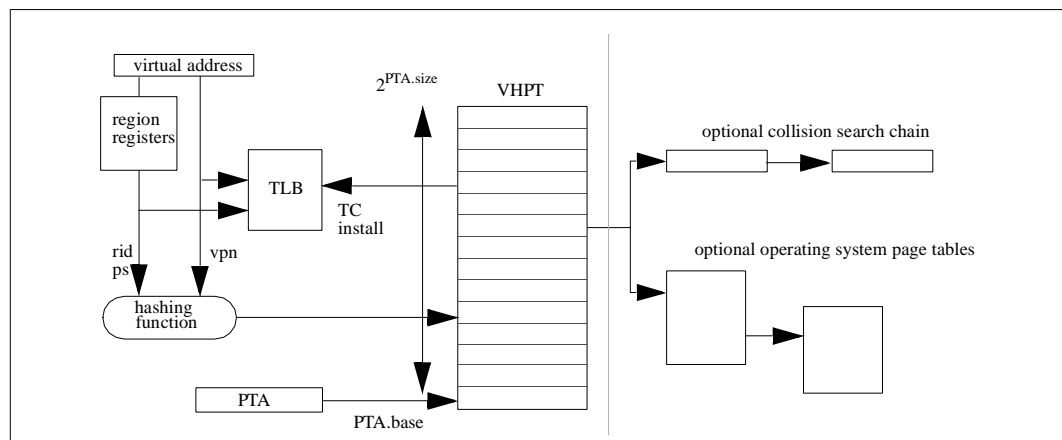 virtual address
2^PTA.size
VHPT
region
registers
optional collision search chain
TLB
TC
install
rid
ps
vpn
optional operating system page tables
hashing
function
PTA
PTA.base